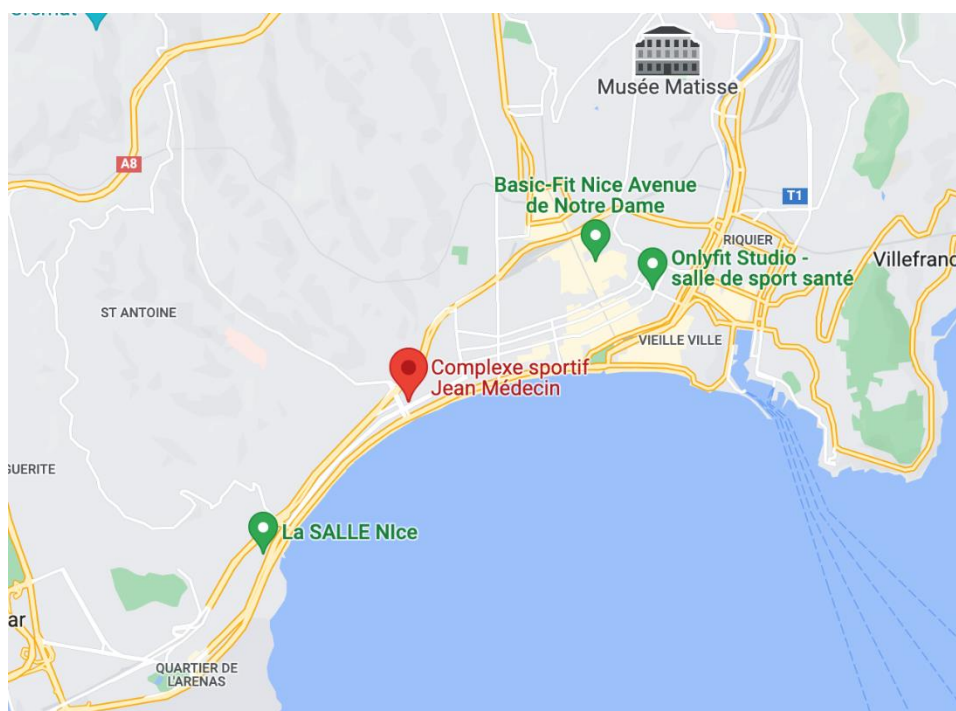 Musée Matisse
A8
Basic-Fit Nice Avenue
de Notre Dame
T1
RIQUIER
Onlyfit Studio -
salle de sport santé
Villefranc
ST ANTOINE
VIEILLE VILLE
Complexe sportif
Jean Médecin
GUERITE
La SALLE NIce
ar
QUARTIER DE
L'ARENAS